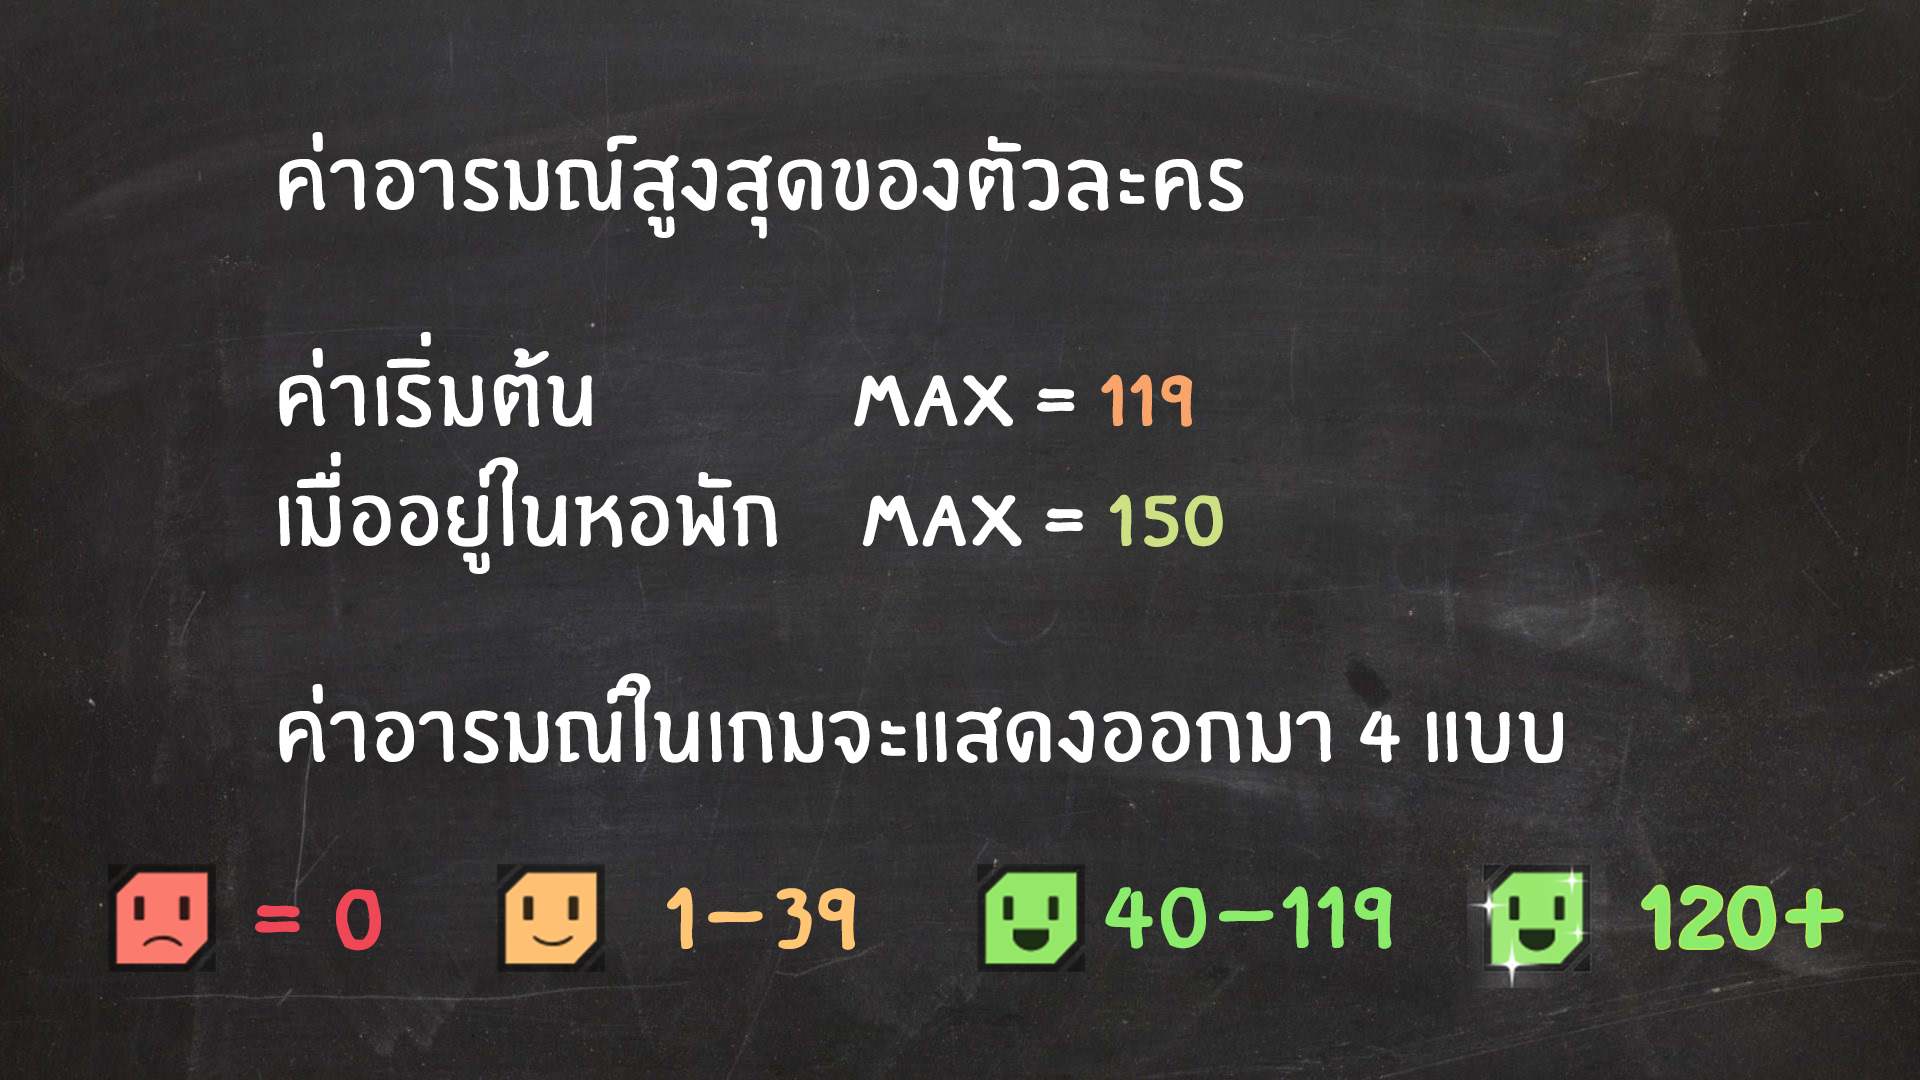 ค่าอารมณ์สูงสุดของตัวละคร
ค่าเริ่มต้น MAX = 119
เมื่ออยู่ในหอพัก MAX = 150
ค่าอารมณ์ในเกมจะแสดงออกมา 4 แบบ
= 0 1-39 40-119 120+